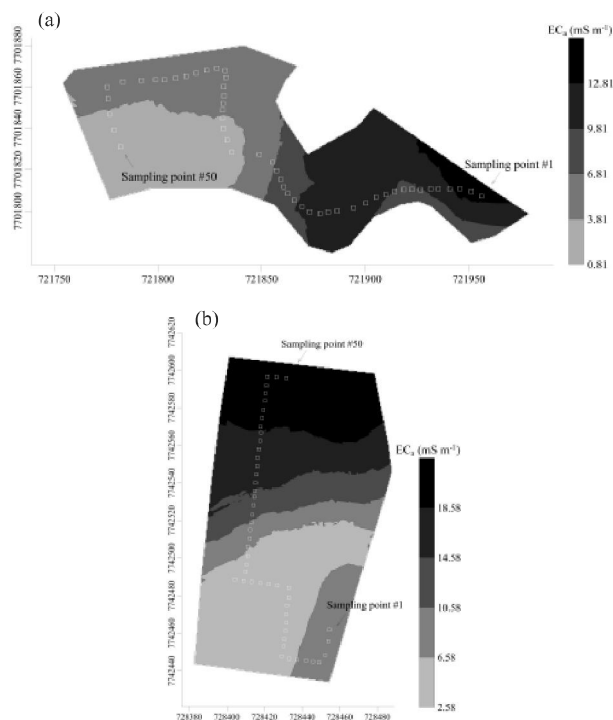 (a)
ECa (mS m-1)
7701880
7701860
7701840
7701820
7701800
12.81
9.81
6.81
3.81
0.81
Sampling point #1
Sampling point #50
721750 721800 721850 721900 721950
(b)
Sampling point #50
7742620
7742600
7742580
7742560
7742540
7742520
7742500
7742480
7742460
7742440
ECa (mS m-1)
18.58
14.58
10.58
6.58
2.58
Sampling point #1
728380 728400 728420 728440 728460 728480